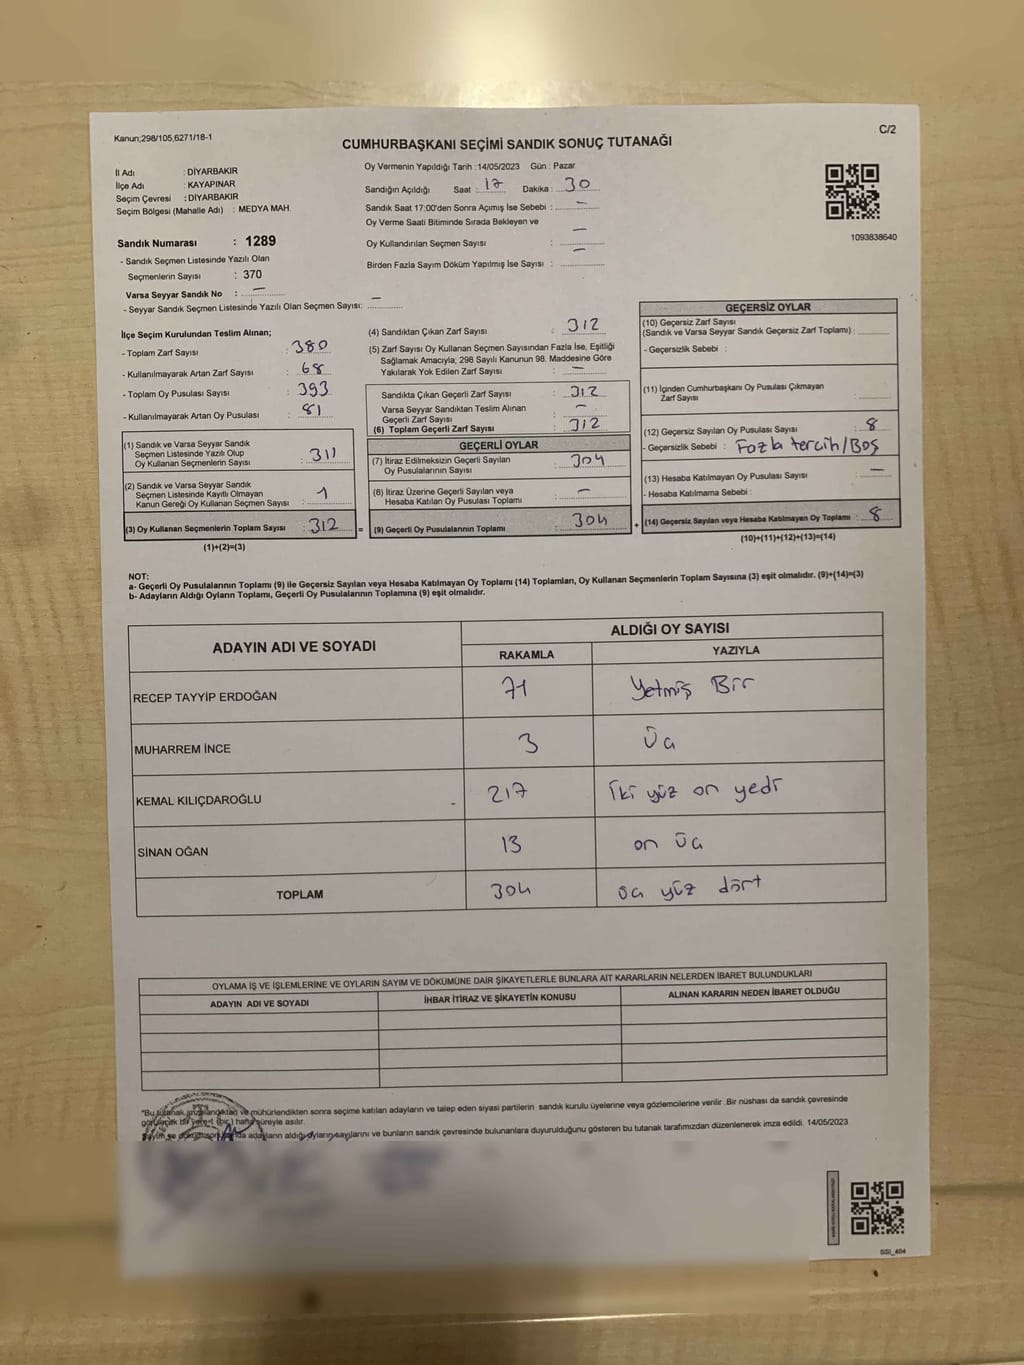 Kanun;298/105,6271/18-1
C/2
CUMHURBAŞKANI SEÇİMİ SANDIK SONUÇ TUTANAĞI
İl Adı : DİYARBAKIR
İlçe Adı : KAYAPINAR
Seçim Çevresi : DİYARBAKIR
Seçim Bölgesi (Mahalle Adı) : MEDYA MAH.
Oy Vermenin Yapıldığı Tarih : 14/05/2023 Gün : Pazar
Sandığın Açıldığı Saat : 17 Dakika : 30
Sandık Saat 17:00'den Sonra Açımış İse Sebebi : —
Oy Verme Saati Bitiminde Sırada Bekleyen ve
Oy Kullandırılan Seçmen Sayısı : —
Birden Fazla Sayım Döküm Yapılmış İse Sayısı : —
1093838640
Sandık Numarası : 1289
- Sandık Seçmen Listesinde Yazılı Olan
Seçmenlerin Sayısı : 370
Varsa Seyyar Sandık No : —
- Seyyar Sandık Seçmen Listesinde Yazılı Olan Seçmen Sayısı: —
İlçe Seçim Kurulundan Teslim Alınan;
- Toplam Zarf Sayısı : 380
- Kullanılmayarak Artan Zarf Sayısı : 68
- Toplam Oy Pusulası Sayısı : 393
- Kullanılmayarak Artan Oy Pusulası : 81
(1) Sandık ve Varsa Seyyar Sandık
Seçmen Listesinde Yazılı Olup
Oy Kullanan Seçmenlerin Sayısı : 311
(2) Sandık ve Varsa Seyyar Sandık
Seçmen Listesinde Kayıtlı Olmayan
Kanun Gereği Oy Kullanan Seçmen Sayısı : 1
(3) Oy Kullanan Seçmenlerin Toplam Sayısı : 312 =
(1)+(2)=(3)
(4) Sandıktan Çıkan Zarf Sayısı : 312
(5) Zarf Sayısı Oy Kullanan Seçmen Sayısından Fazla İse, Eşitliği
Sağlamak Amacıyla; 298 Sayılı Kanunun 98. Maddesine Göre
Yakılarak Yok Edilen Zarf Sayısı : —
Sandıkta Çıkan Geçerli Zarf Sayısı : 312
Varsa Seyyar Sandıktan Teslim Alınan
Geçerli Zarf Sayısı : —
(6) Toplam Geçerli Zarf Sayısı : 312
GEÇERLİ OYLAR
(7) İtiraz Edilmeksizin Geçerli Sayılan
Oy Pusulalarının Sayısı : 304
(8) İtiraz Üzerine Geçerli Sayılan veya
Hesaba Katılan Oy Pusulası Toplamı : —
(9) Geçerli Oy Pusulalarının Toplamı : 304 +
GEÇERSİZ OYLAR
(10) Geçersiz Zarf Sayısı
(Sandık ve Varsa Seyyar Sandık Geçersiz Zarf Toplamı) :
- Geçersizlik Sebebi :
(11) İçinden Cumhurbaşkanı Oy Pusulası Çıkmayan
Zarf Sayısı :
(12) Geçersiz Sayılan Oy Pusulası Sayısı : 8
- Geçersizlik Sebebi : Fazla tercih/Boş
(13) Hesaba Katılmayan Oy Pusulası Sayısı : —
- Hesaba Katılmama Sebebi :
(14) Geçersiz Sayılan veya Hesaba Katılmayan Oy Toplamı : 8
(10)+(11)+(12)+(13)=(14)
NOT:
a- Geçerli Oy Pusulalarının Toplamı (9) ile Geçersiz Sayılan veya Hesaba Katılmayan Oy Toplamı (14) Toplamları, Oy Kullanan Seçmenlerin Toplam Sayısına (3) eşit olmalıdır. (9)+(14)=(3)
b- Adayların Aldığı Oyların Toplamı, Geçerli Oy Pusulalarının Toplamına (9) eşit olmalıdır.
ADAYIN ADI VE SOYADI ALDIĞI OY SAYISI
RAKAMLA YAZIYLA
RECEP TAYYİP ERDOĞAN 71 Yetmiş Bir
MUHARREM İNCE 3 Üç
KEMAL KILIÇDAROĞLU 217 İki yüz on yedi
SİNAN OĞAN 13 on üç
TOPLAM 304 üç yüz dört
OYLAMA İŞ VE İŞLEMLERİNE VE OYLARIN SAYIM VE DÖKÜMÜNE DAİR ŞİKAYETLERLE BUNLARA AİT KARARLARIN NELERDEN İBARET BULUNDUKLARI
ADAYIN ADI VE SOYADI İHBAR İTİRAZ VE ŞİKAYETİN KONUSU ALINAN KARARIN NEDEN İBARET OLDUĞU
*Bu tutanak imzalandıktan ve mühürlendikten sonra seçime katılan adayların ve talep eden siyasi partilerin sandık kurulu üyelerine veya gözlemcilerine verilir. Bir nüshası da sandık çevresinde
görülecek bir yere 1 (bir) hafta süreyle asılır.
adayların aldığı oyların sayılarını ve bunların sandık çevresinde bulunanlara duyurulduğunu gösteren bu tutanak tarafımızdan düzenlenerek imza edildi. 14/05/2023
SSI_404